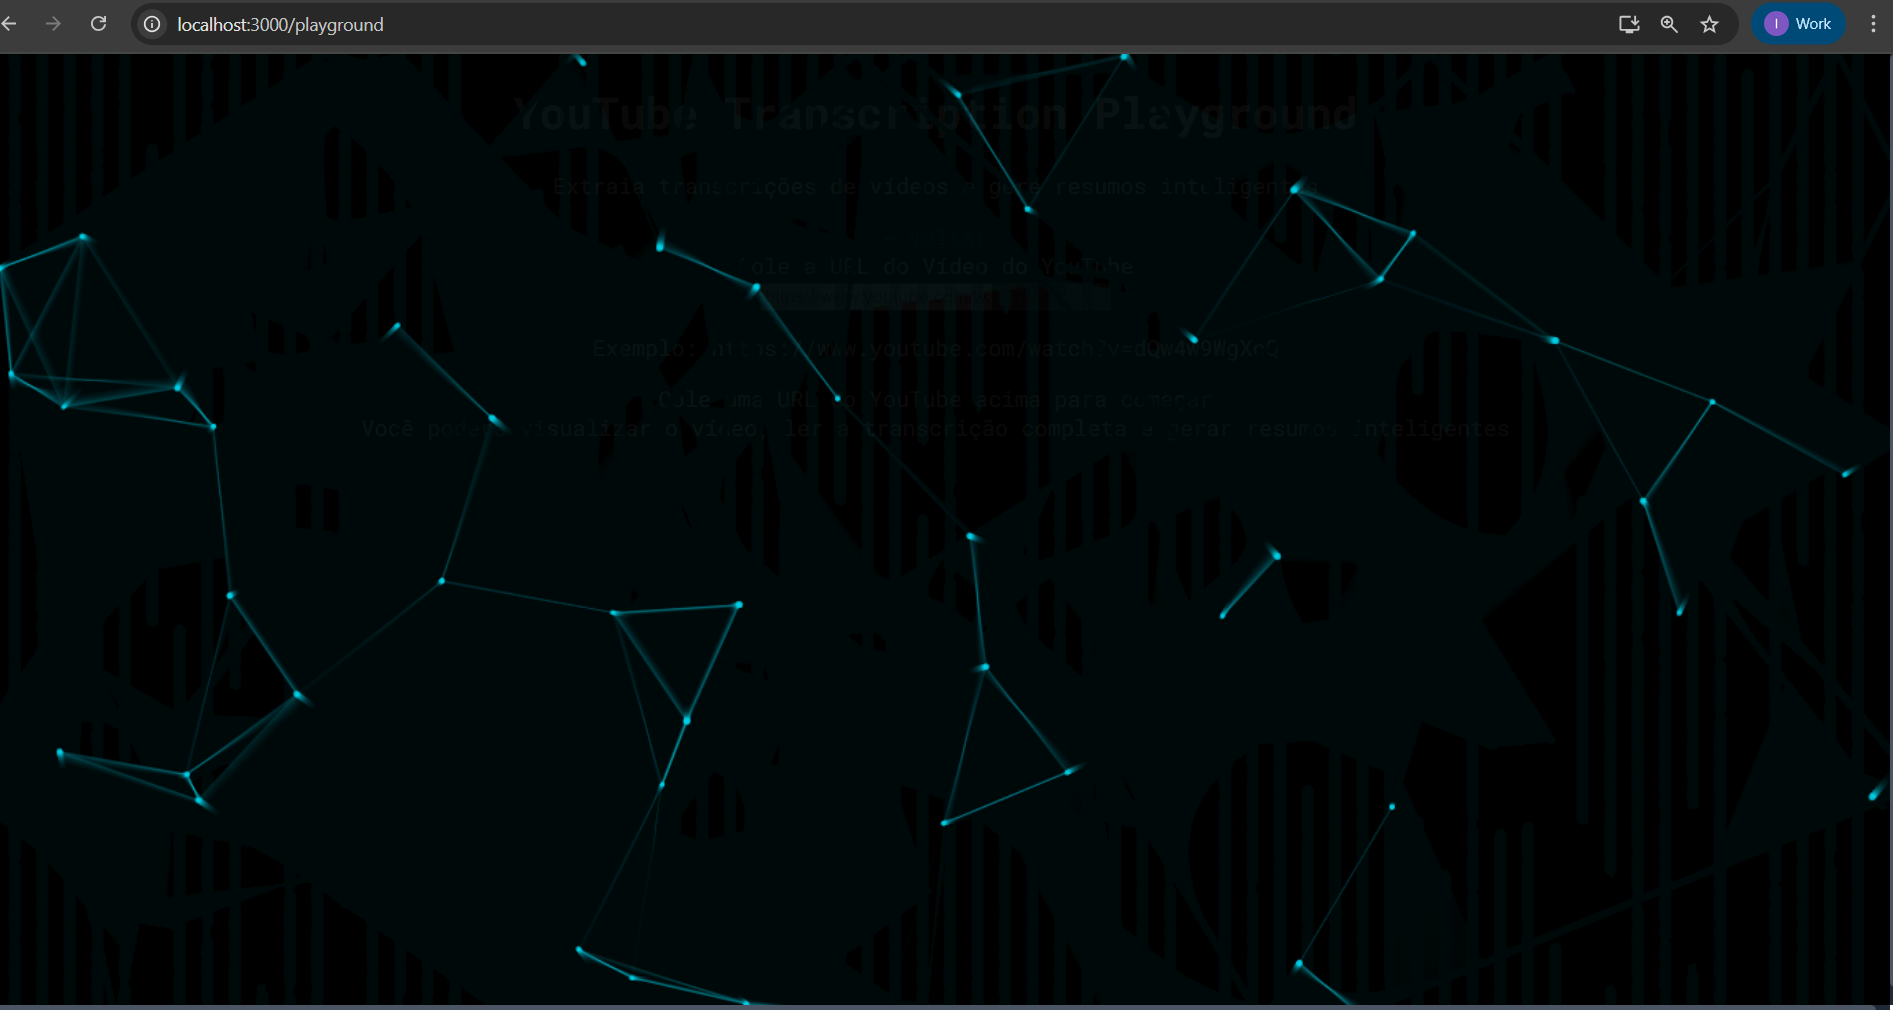 localhost:3000/playground
Work
YouTube Transcription Playground
Extraia transcrições de vídeos e gere resumos inteligentes
Cole a URL do Vídeo do YouTube
Exemplo: https://www.youtube.com/watch?v=dQw4w9WgXcQ
Cole uma URL do YouTube acima para começar
Você poderá visualizar o vídeo, ler a transcrição completa e gerar resumos inteligentes